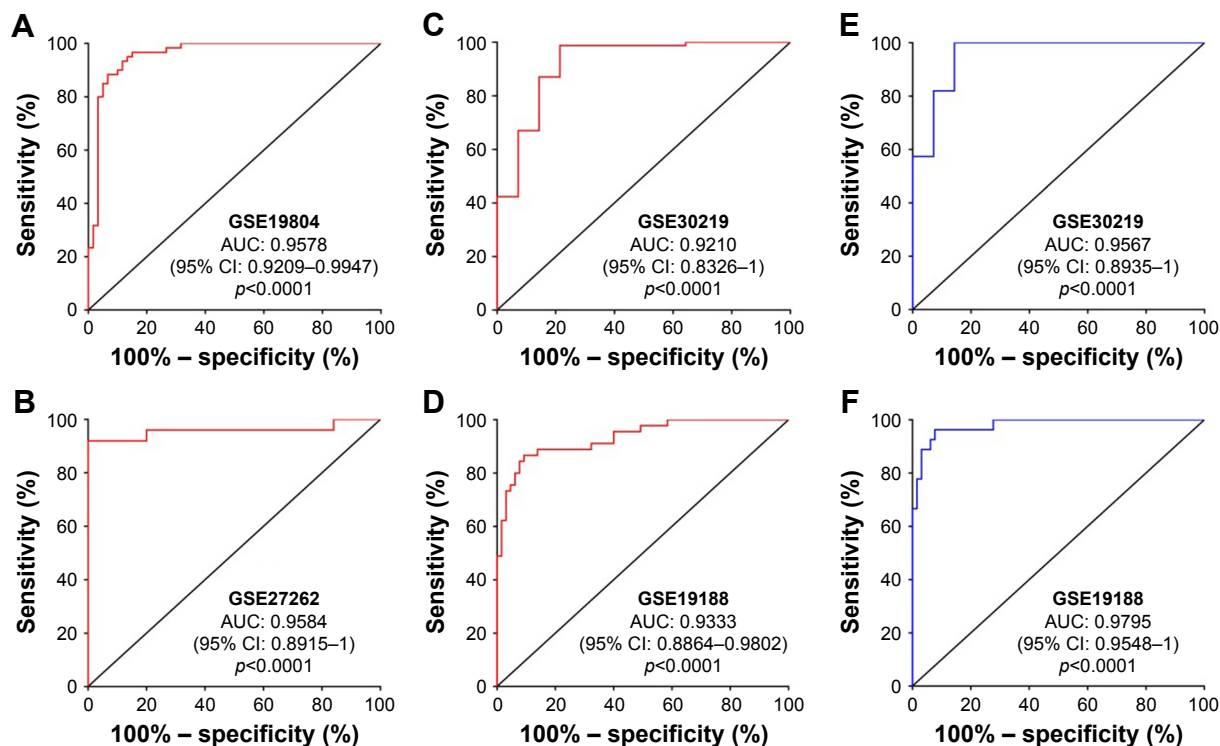 A
Sensitivity (%)
100
80
60
40
20
0
GSE19804
AUC: 0.9578
(95% CI: 0.9209–0.9947)
p<0.0001
0 20 40 60 80 100
100% – specificity (%)
C
Sensitivity (%)
100
80
60
40
20
0
GSE30219
AUC: 0.9210
(95% CI: 0.8326–1)
p<0.0001
0 20 40 60 80 100
100% – specificity (%)
E
Sensitivity (%)
100
80
60
40
20
0
GSE30219
AUC: 0.9567
(95% CI: 0.8935–1)
p<0.0001
0 20 40 60 80 100
100% – specificity (%)
B
Sensitivity (%)
100
80
60
40
20
0
GSE27262
AUC: 0.9584
(95% CI: 0.8915–1)
p<0.0001
0 20 40 60 80 100
100% – specificity (%)
D
Sensitivity (%)
100
80
60
40
20
0
GSE19188
AUC: 0.9333
(95% CI: 0.8864–0.9802)
p<0.0001
0 20 40 60 80 100
100% – specificity (%)
F
Sensitivity (%)
100
80
60
40
20
0
GSE19188
AUC: 0.9795
(95% CI: 0.9548–1)
p<0.0001
0 20 40 60 80 100
100% – specificity (%)